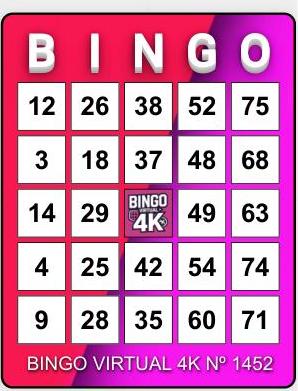 B I N G O
12 26 38 52 75
3 18 37 48 68
14 29 BINGO VIRTUAL 4K 49 63
4 25 42 54 74
9 28 35 60 71
BINGO VIRTUAL 4K Nº 1452